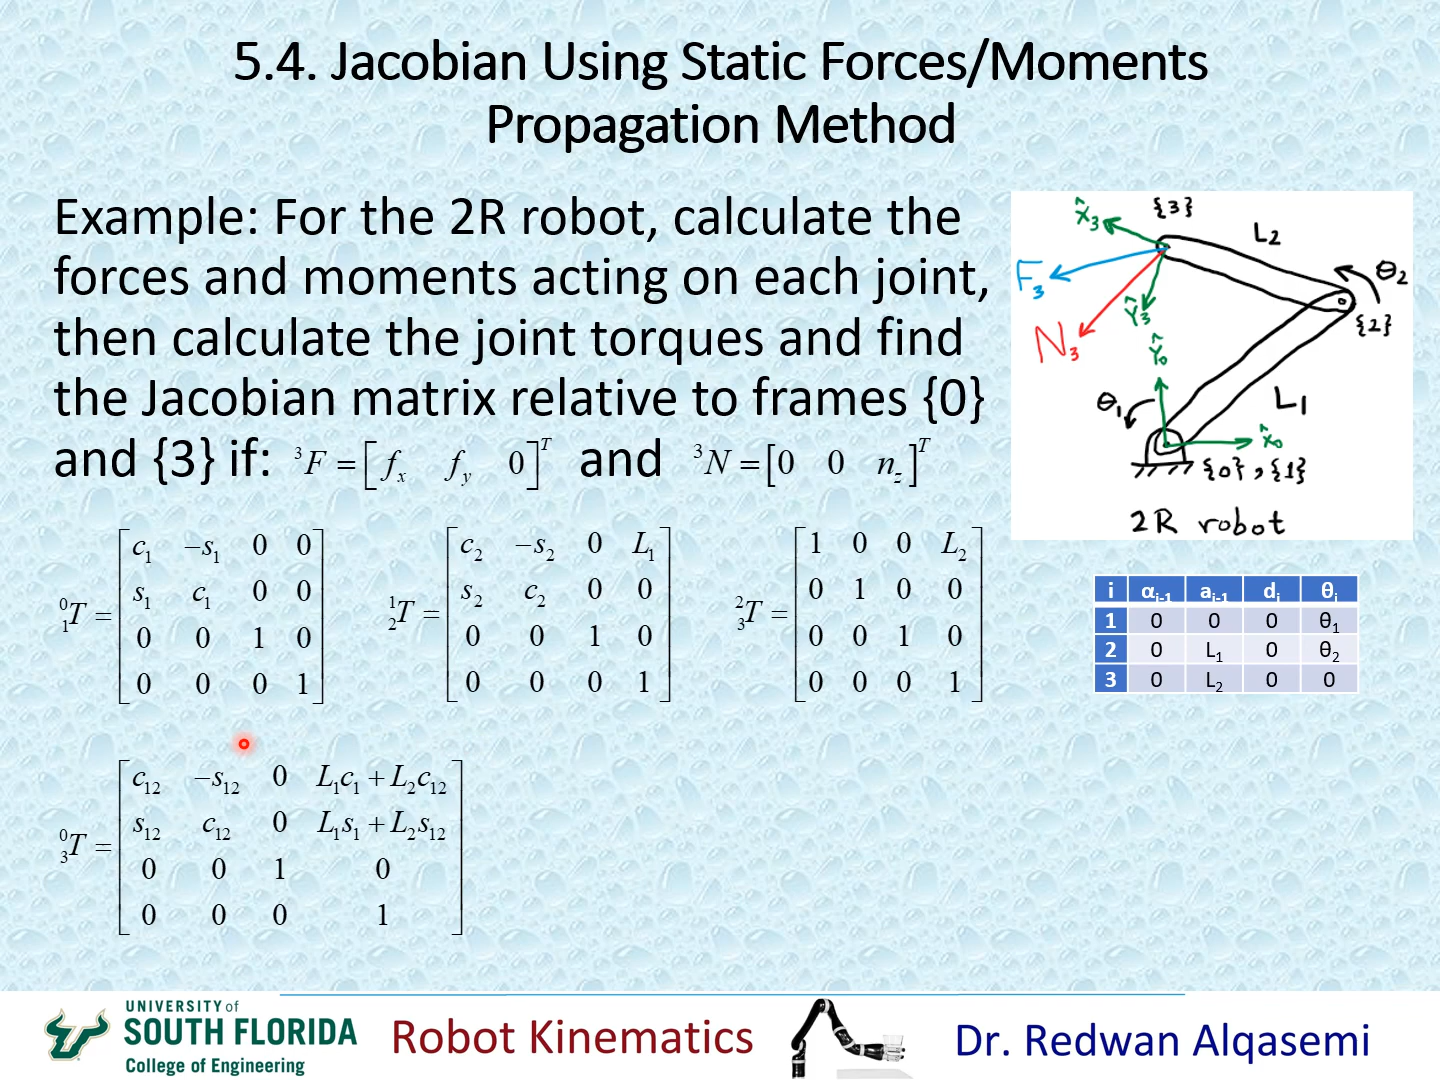 5.4. Jacobian Using Static Forces/Moments
Propagation Method
Example: For the 2R robot, calculate the
forces and moments acting on each joint,
then calculate the joint torques and find
the Jacobian matrix relative to frames {0}
and {3} if: ³F = [f_x f_y 0]^T and ³N = [0 0 n_z]^T
X̂₃ {3} L₂
F₃ θ₂
N₃ Ŷ₃ {2}
Ŷ₀
θ₁ L₁
X̂₀
{0}, {1}
2R robot
⁰₁T =
c₁ −s₁ 0 0
s₁ c₁ 0 0
0 0 1 0
0 0 0 1
¹₂T =
c₂ −s₂ 0 L₁
s₂ c₂ 0 0
0 0 1 0
0 0 0 1
²₃T =
1 0 0 L₂
0 1 0 0
0 0 1 0
0 0 0 1
i α_{i-1} a_{i-1} d_i θ_i
1 0 0 0 θ₁
2 0 L₁ 0 θ₂
3 0 L₂ 0 0
⁰₃T =
c₁₂ −s₁₂ 0 L₁c₁ + L₂c₁₂
s₁₂ c₁₂ 0 L₁s₁ + L₂s₁₂
0 0 1 0
0 0 0 1
UNIVERSITY of
SOUTH FLORIDA
College of Engineering
Robot Kinematics
Dr. Redwan Alqasemi